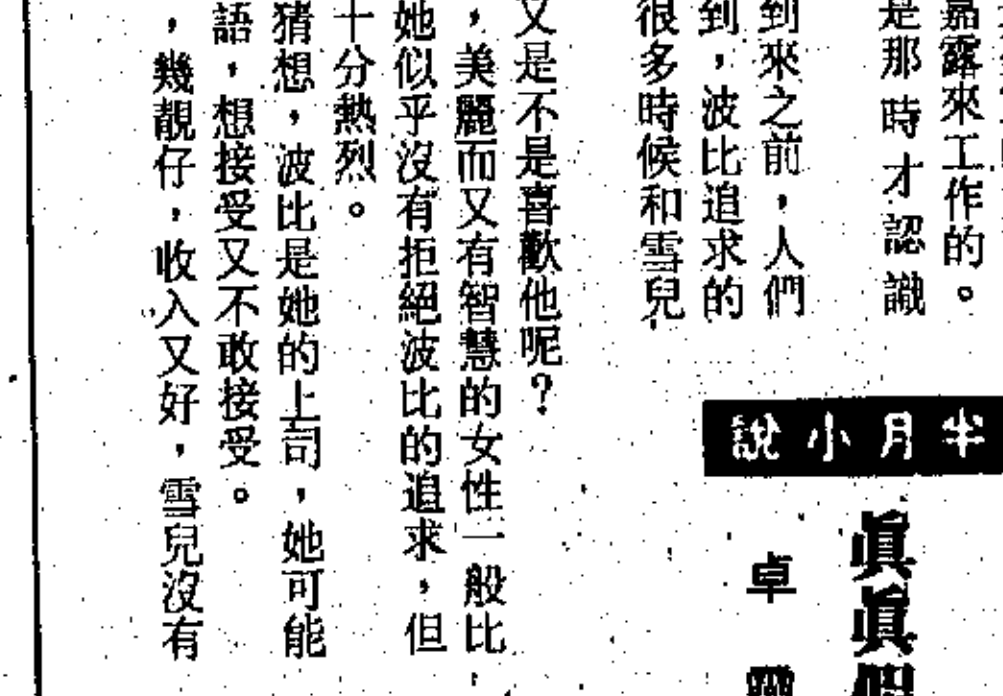 嘉露來工作的。
是那時才認識
到來之前，人們
到，波比追求的
很多時候和雪兒
半月小說
眞眞假
卓
又是不是喜歡他呢？
，美麗而又有智慧的女性一般比
她似乎沒有拒絕波比的追求，但
十分熱烈。
猜想，波比是她的上司，她可能
語，想接受又不敢接受。
，幾靚仔，收入又好，雪兒沒有